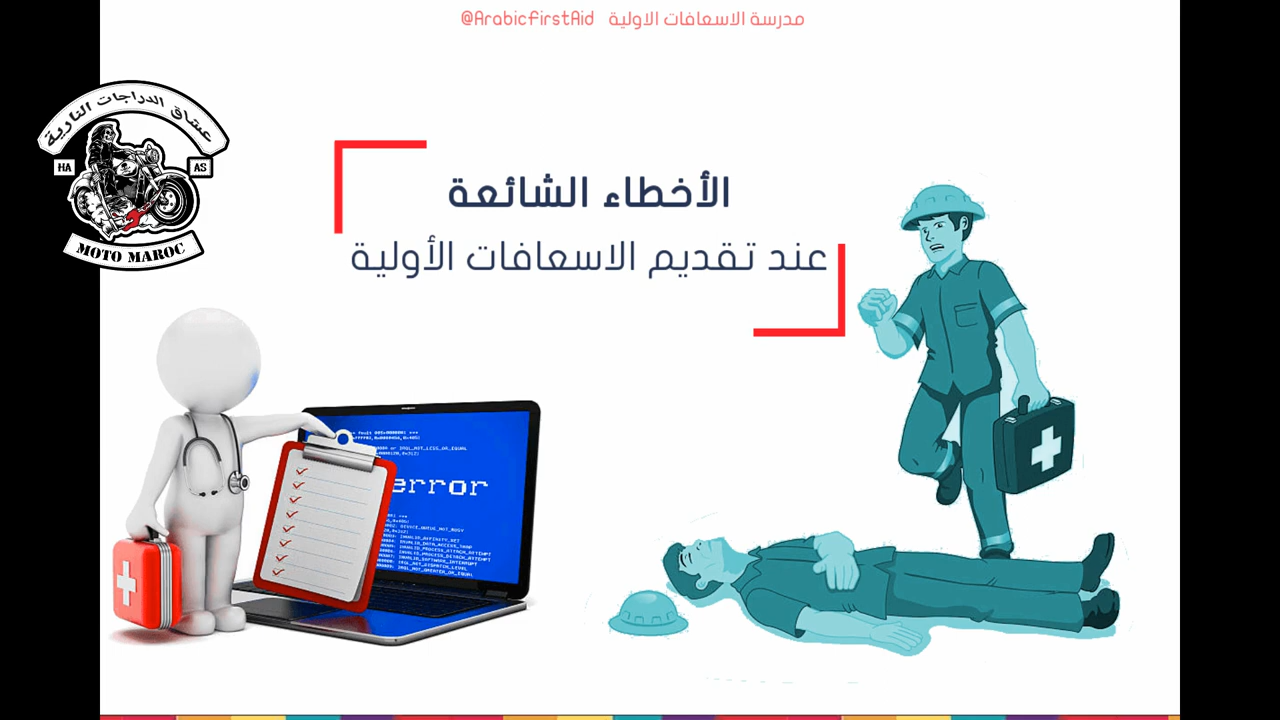 مدرسة الاسعافات الاولية @ArabicFirstAid
عشاق الدراجات النارية
HA
AS
MOTO MAROC
الأخطاء الشائعة
عند تقديم الاسعافات الأولية
error